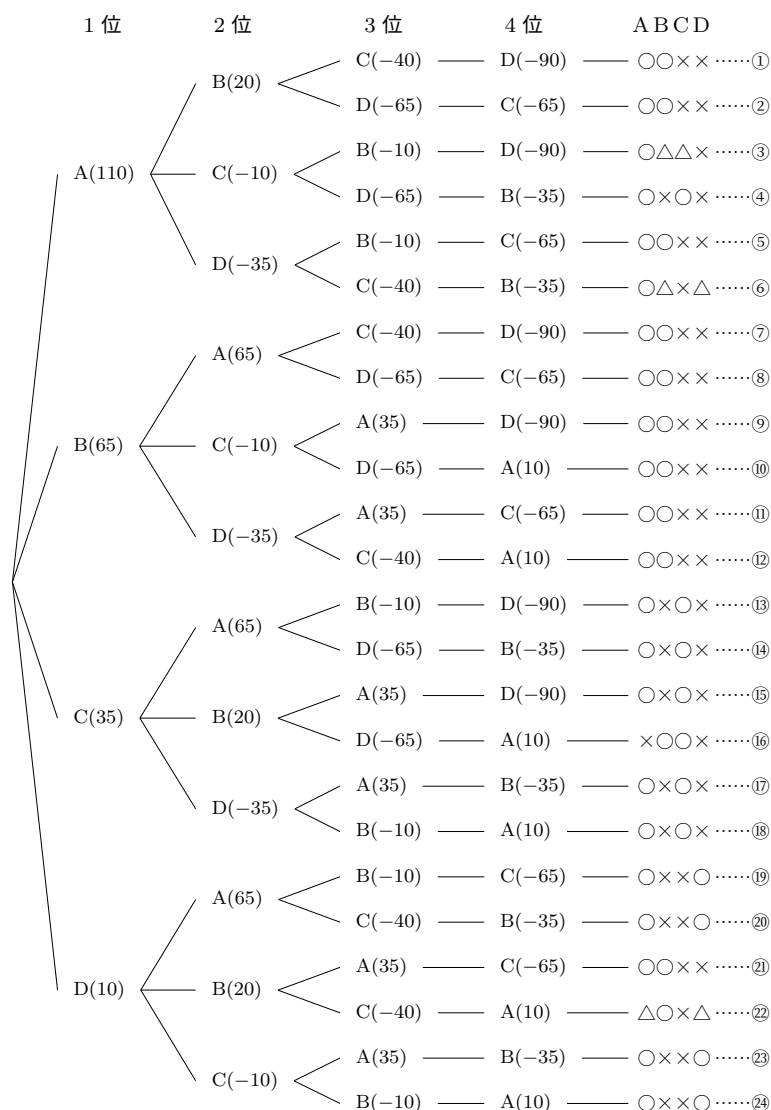 1 位 2 位 3 位 4 位 A B C D
C(−40) D(−90) ○○×× ······①
B(20)
D(−65) C(−65) ○○×× ······②
B(−10) D(−90) ○△△× ······③
A(110) C(−10)
D(−65) B(−35) ○×○× ······④
B(−10) C(−65) ○○×× ······⑤
D(−35)
C(−40) B(−35) ○△×△ ······⑥
C(−40) D(−90) ○○×× ······⑦
A(65)
D(−65) C(−65) ○○×× ······⑧
A(35) D(−90) ○○×× ······⑨
B(65) C(−10)
D(−65) A(10) ○○×× ······⑩
A(35) C(−65) ○○×× ······⑪
D(−35)
C(−40) A(10) ○○×× ······⑫
B(−10) D(−90) ○×○× ······⑬
A(65)
D(−65) B(−35) ○×○× ······⑭
A(35) D(−90) ○×○× ······⑮
C(35) B(20)
D(−65) A(10) ×○○× ······⑯
A(35) B(−35) ○×○× ······⑰
D(−35)
B(−10) A(10) ○×○× ······⑱
B(−10) C(−65) ○××○ ······⑲
A(65)
C(−40) B(−35) ○××○ ······⑳
A(35) C(−65) ○○×× ······㉑
D(10) B(20)
C(−40) A(10) △○×△ ······㉒
A(35) B(−35) ○××○ ······㉓
C(−10)
B(−10) A(10) ○××○ ······㉔